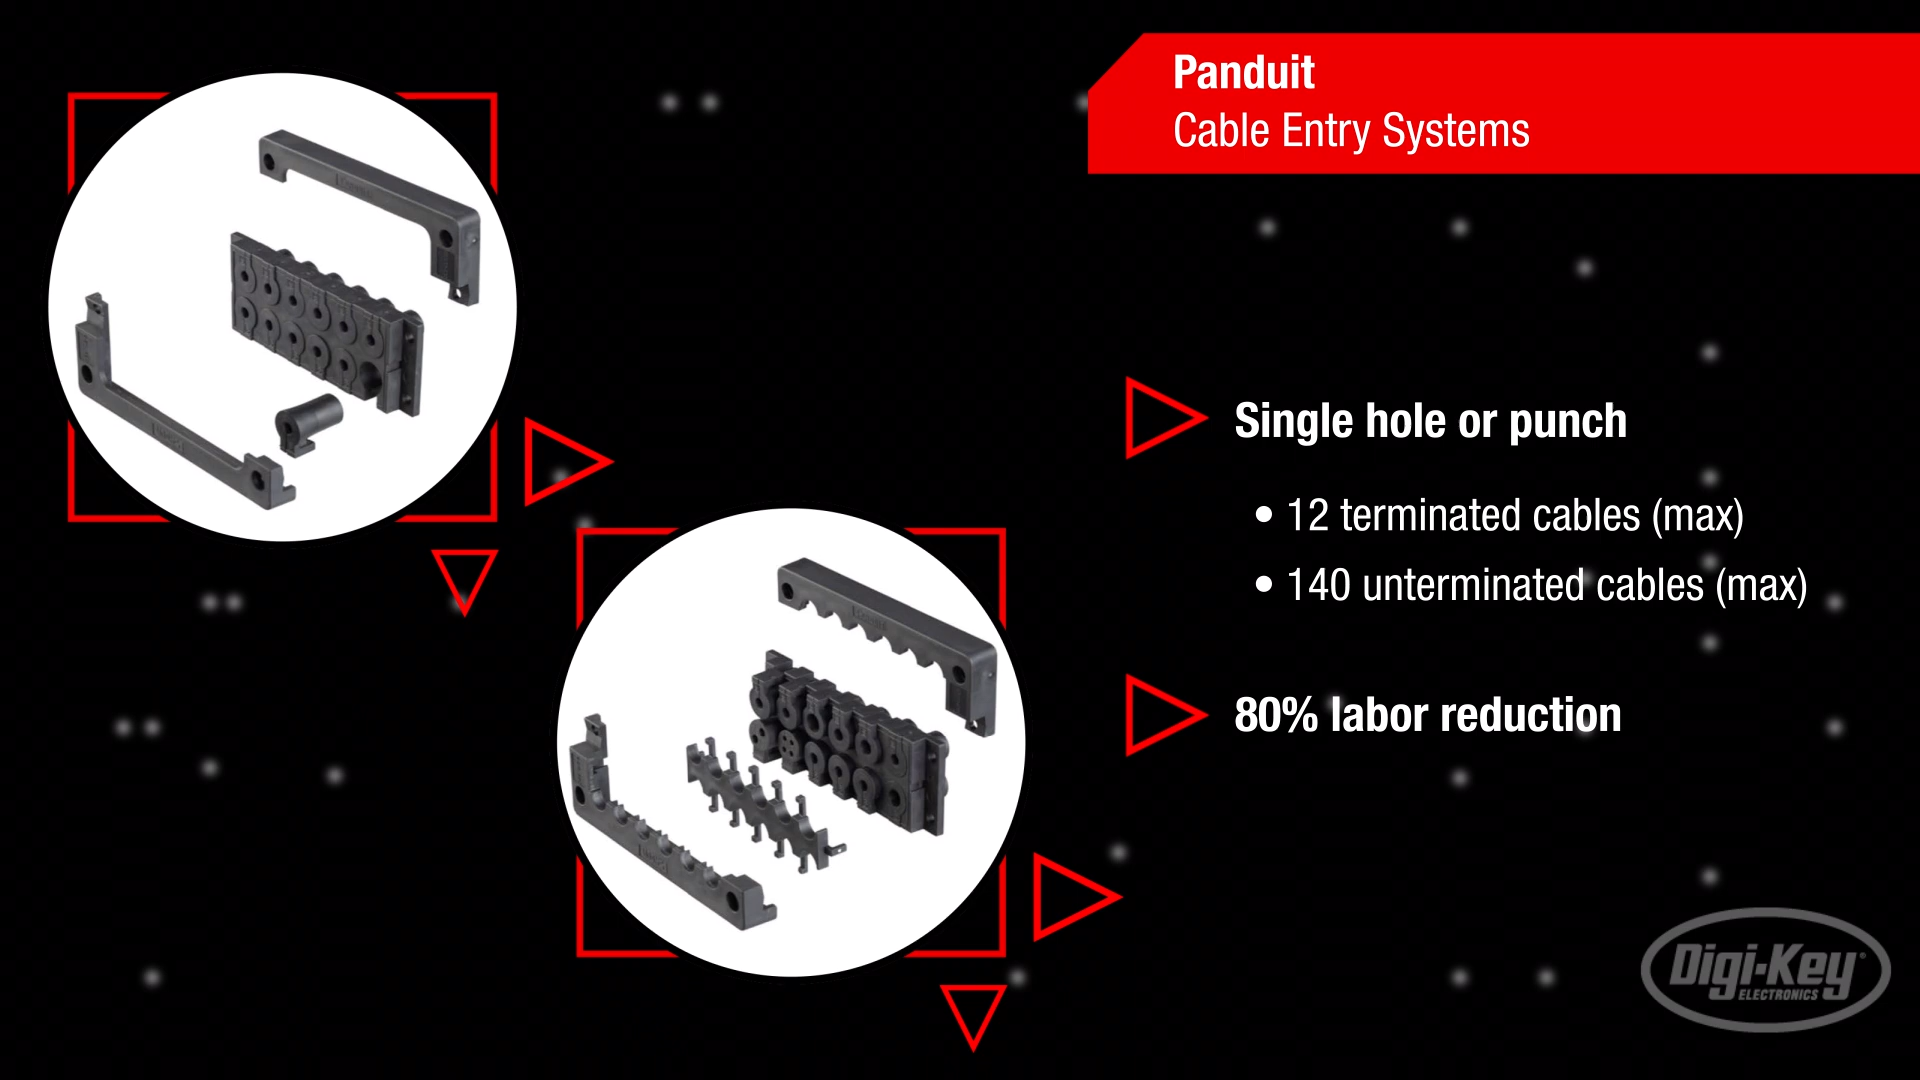 Panduit
Cable Entry Systems
Single hole or punch
• 12 terminated cables (max)
• 140 unterminated cables (max)
80% labor reduction
Digi-Key
ELECTRONICS